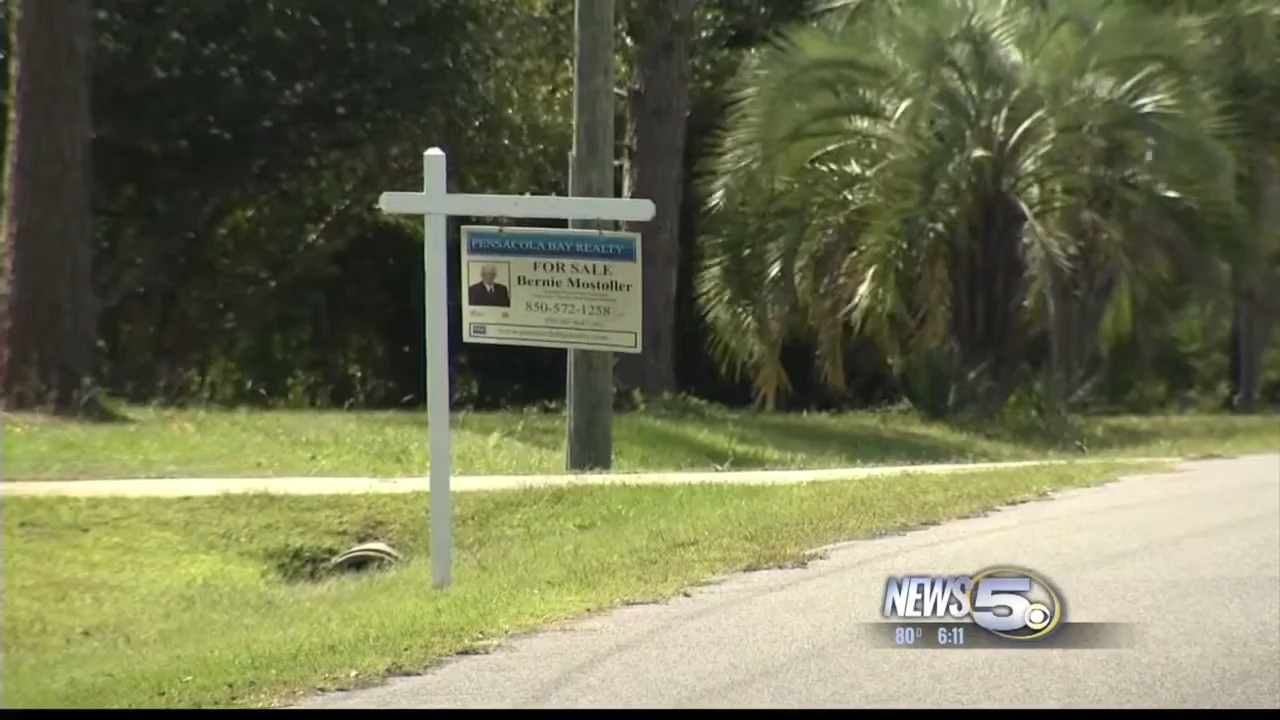 PENSACOLA BAY REALTY
FOR SALE
Bernie Mostoller
850-572-1258
NEWS 5
80° 6:11